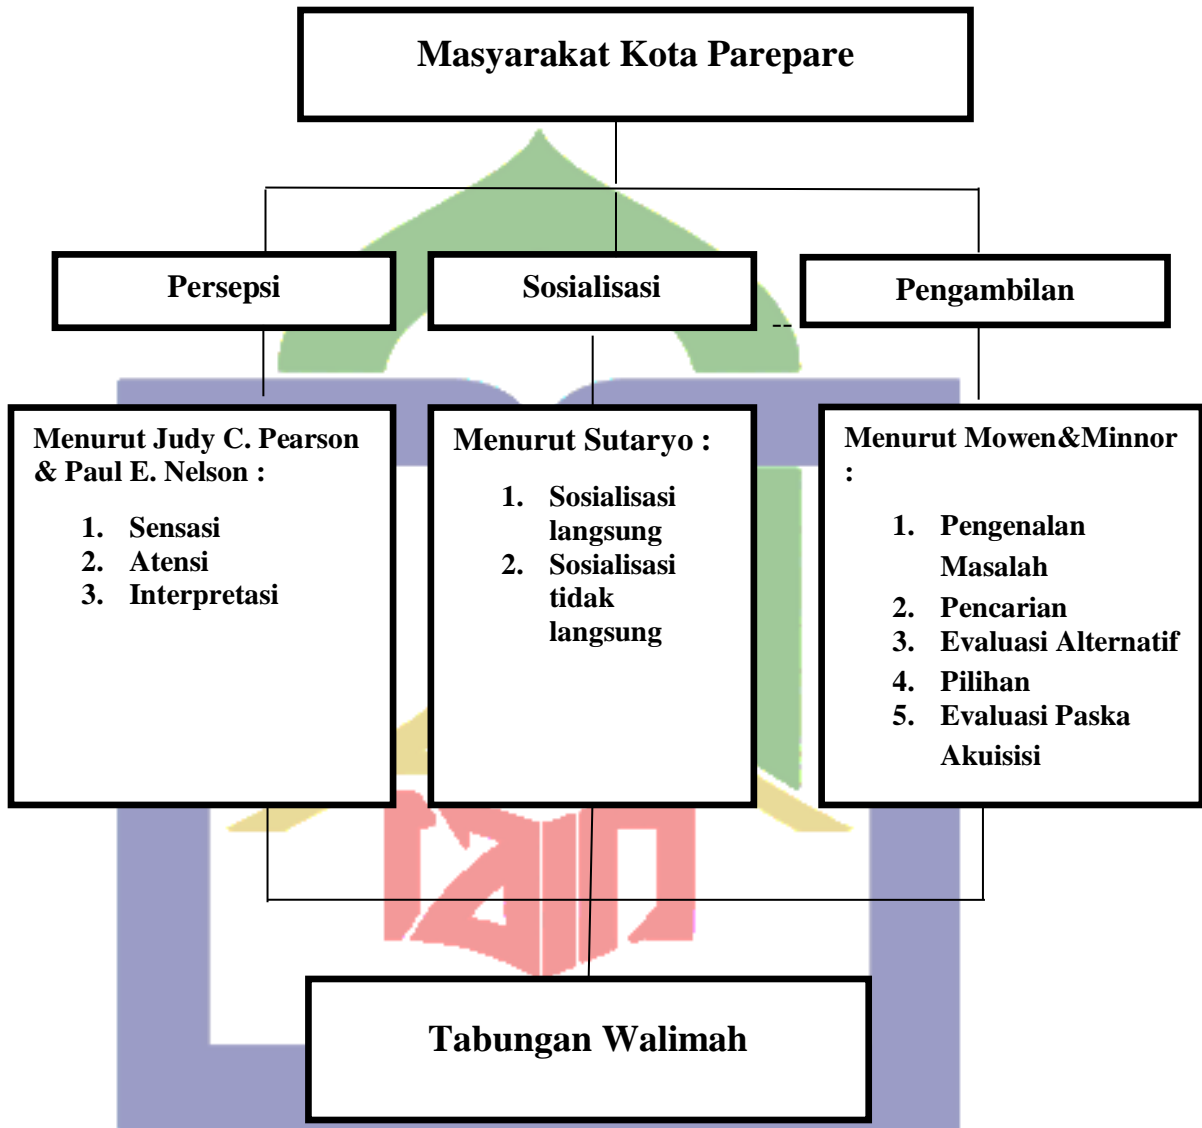 Masyarakat Kota Parepare
Persepsi
Sosialisasi
Pengambilan
--
Menurut Judy C. Pearson
& Paul E. Nelson :
1. Sensasi
2. Atensi
3. Interpretasi
Menurut Sutaryo :
1. Sosialisasi
langsung
2. Sosialisasi
tidak
langsung
Menurut Mowen&Minnor
:
1. Pengenalan
Masalah
2. Pencarian
3. Evaluasi Alternatif
4. Pilihan
5. Evaluasi Paska
Akuisisi
Tabungan Walimah